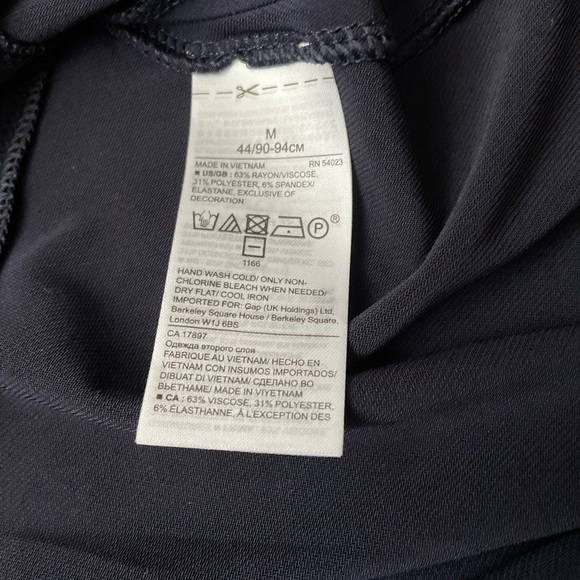 M
44/90-94CM
MADE IN VIETNAM RN 54023
■ US/GB : 63% RAYON/VISCOSE,
31% POLYESTER, 6% SPANDEX/
ELASTANE, EXCLUSIVE OF
DECORATION
P ®
1166
HAND WASH COLD/ ONLY NON-
CHLORINE BLEACH WHEN NEEDED/
DRY FLAT/ COOL IRON
IMPORTED FOR: Gap (UK Holdings) Ltd,
Berkeley Square House / Berkeley Square,
London W1J 6BS
CA 17897
Одежда второго слоя
FABRIQUE AU VIETNAM/ HECHO EN
VIETNAM CON INSUMOS IMPORTADOS/
DIBUAT DI VIETNAM/ СДЕЛАНО ВО
ВЬЕТНАМЕ/ MADE IN VIYETNAM
■ CA : 63% VISCOSE, 31% POLYESTER,
6% ÉLASTHANNE, À L'EXCEPTION DES